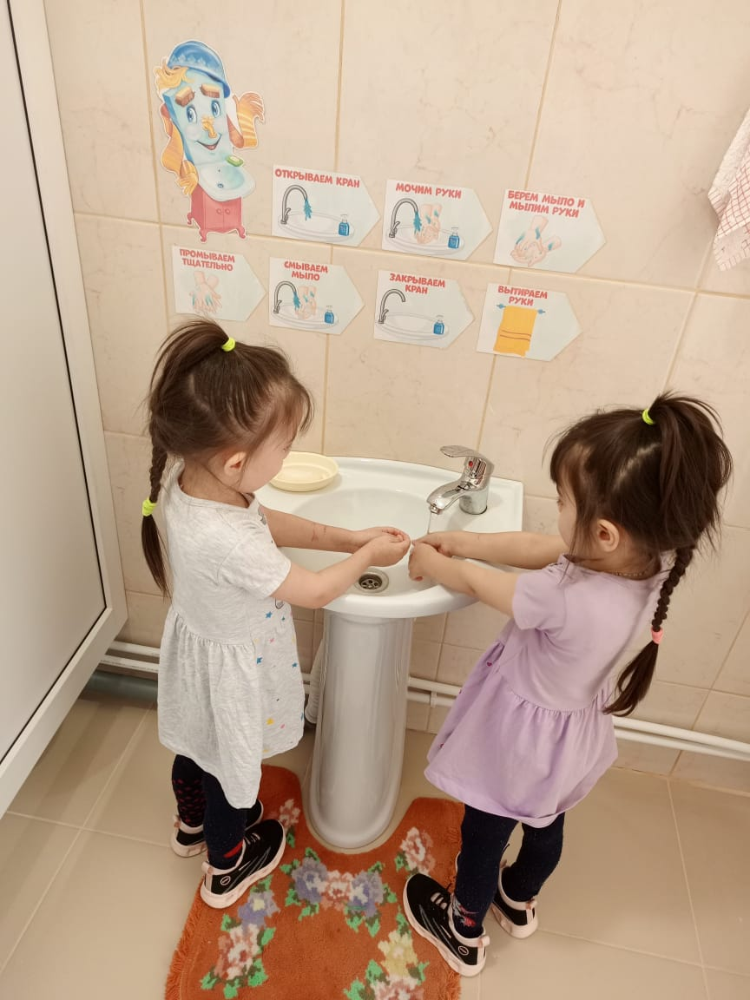 ОТКРЫВАЕМ КРАН
МОЧИМ РУКИ
БЕРЕМ МЫЛО И
МЫЛИМ РУКИ
ПРОМЫВАЕМ
ТЩАТЕЛЬНО
СМЫВАЕМ
МЫЛО
ЗАКРЫВАЕМ
КРАН
ВЫТИРАЕМ
РУКИ